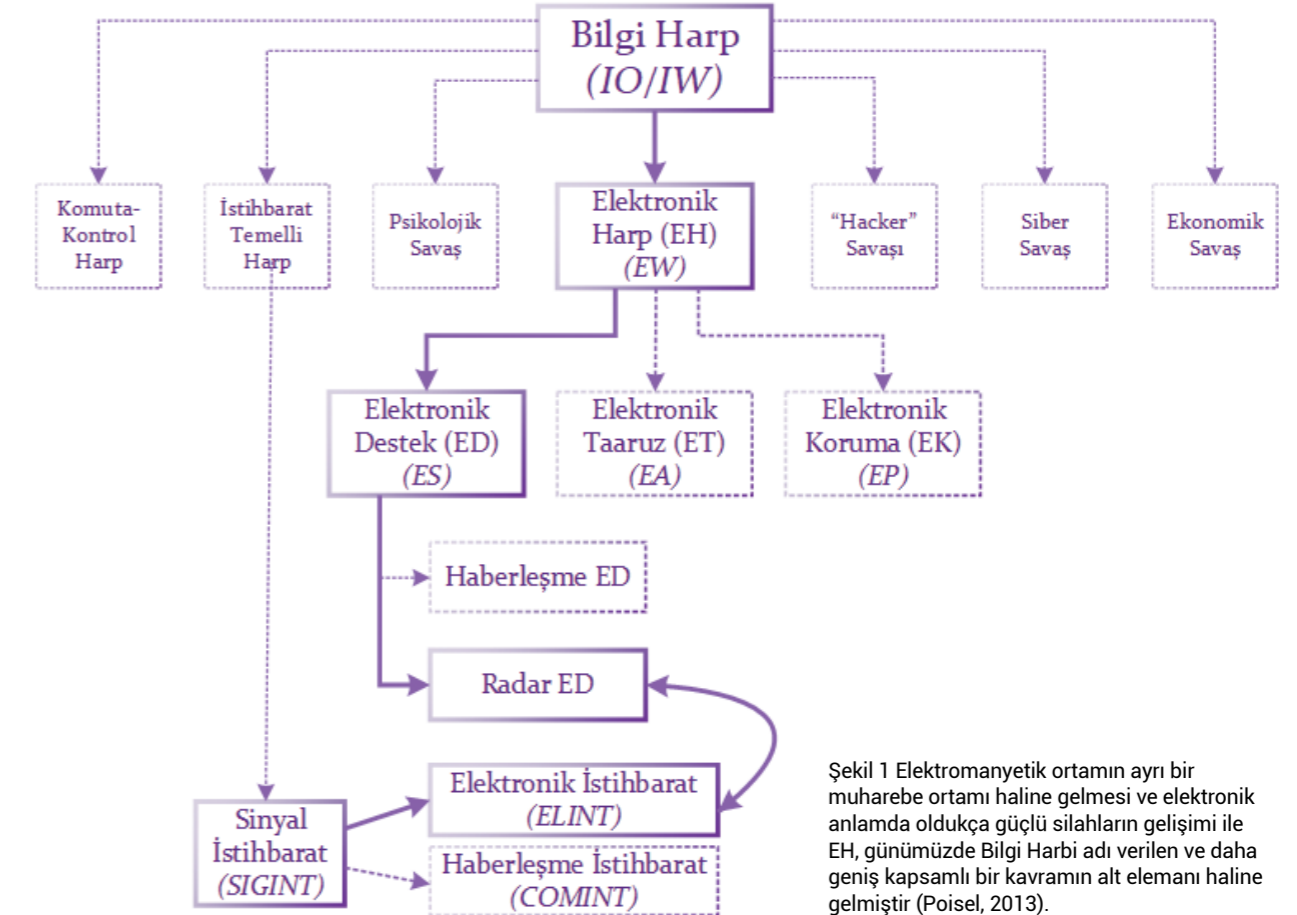 Bilgi Harp
(IO/IW)
Komuta-
Kontrol
Harp
İstihbarat
Temelli
Harp
Psikolojik
Savaş
Elektronik
Harp (EH)
(EW)
“Hacker”
Savaşı
Siber
Savaş
Ekonomik
Savaş
Elektronik
Destek (ED)
(ES)
Elektronik
Taaruz (ET)
(EA)
Elektronik
Koruma (EK)
(EP)
Haberleşme ED
Radar ED
Elektronik İstihbarat
(ELINT)
Sinyal
İstihbarat
(SIGINT)
Haberleşme İstihbarat
(COMINT)
Şekil 1 Elektromanyetik ortamın ayrı bir
muharebe ortamı haline gelmesi ve elektronik
anlamda oldukça güçlü silahların gelişimi ile
EH, günümüzde Bilgi Harbi adı verilen ve daha
geniş kapsamlı bir kavramın alt elemanı haline
gelmiştir (Poisel, 2013).